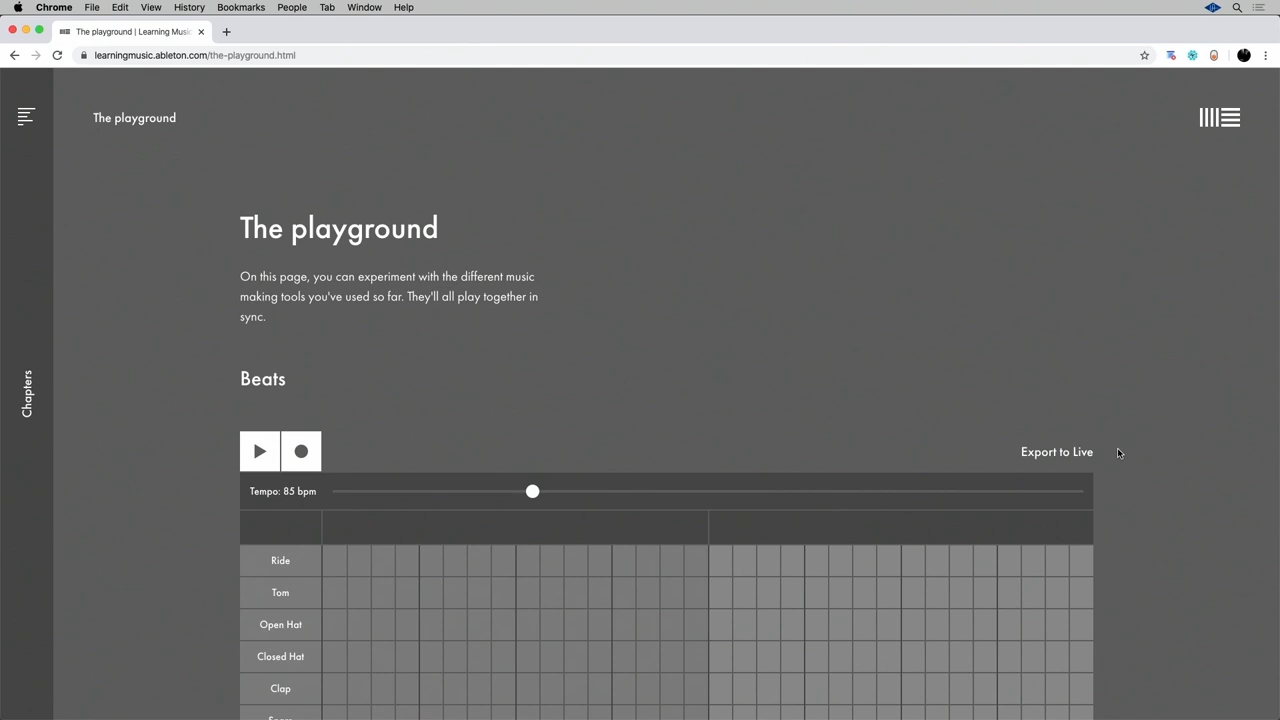 Chrome File Edit View History Bookmarks People Tab Window Help
The playground | Learning Musi
learningmusic.ableton.com/the-playground.html
The playground
The playground
On this page, you can experiment with the different music
making tools you've used so far. They'll all play together in
sync.
Chapters
Beats
Export to Live
Tempo: 85 bpm
Ride
Tom
Open Hat
Closed Hat
Clap